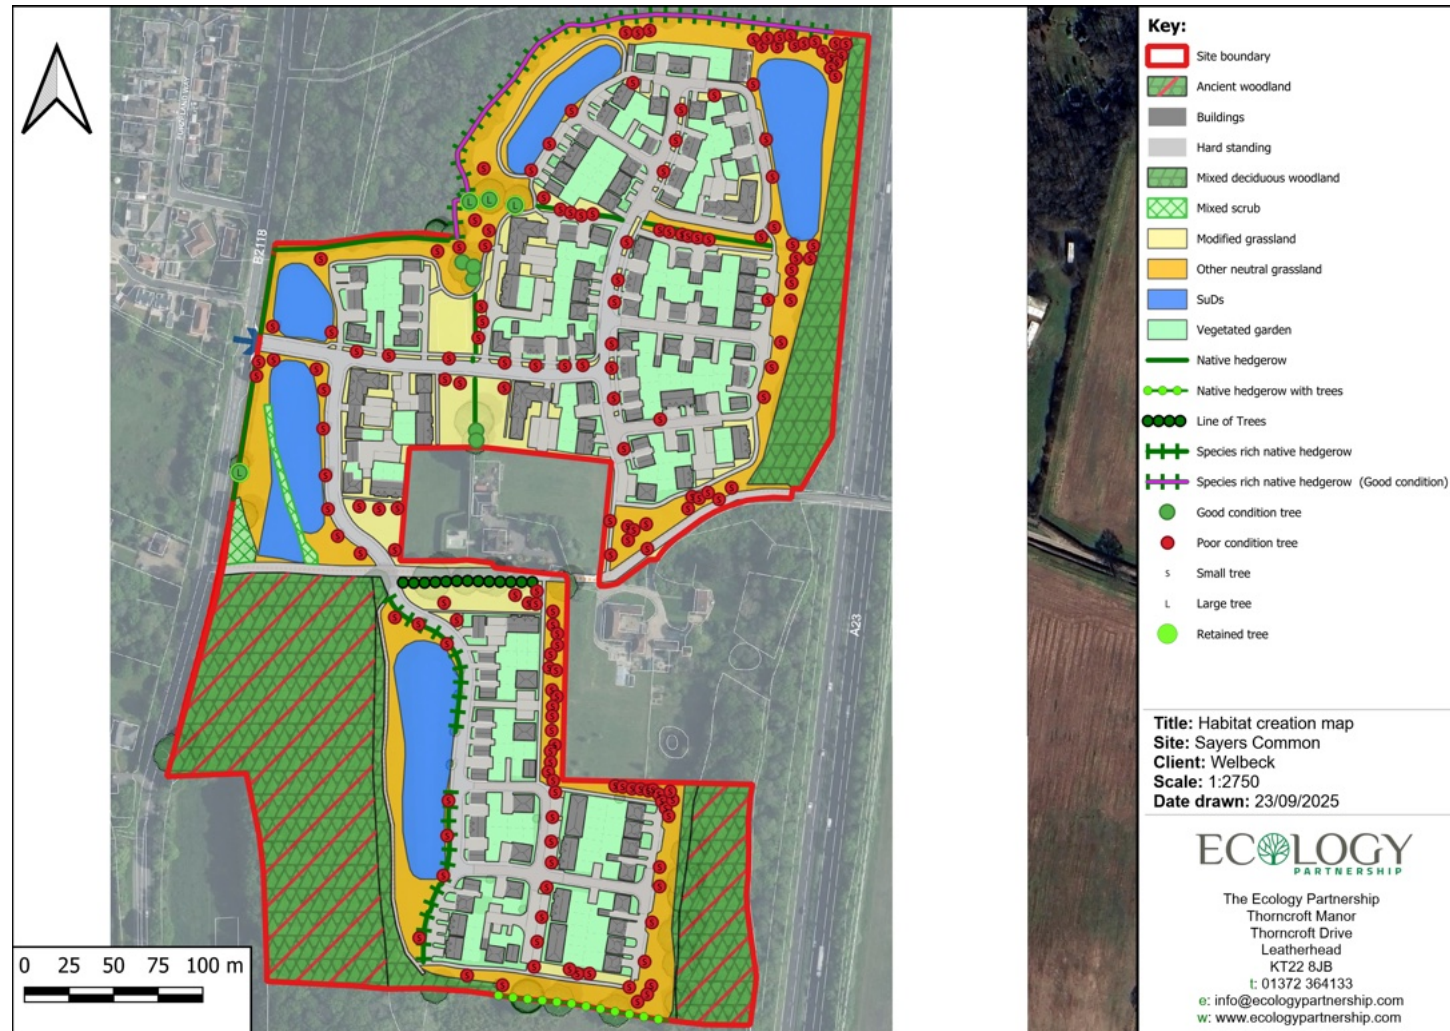 Key:
Site boundary
Ancient woodland
Buildings
Hard standing
Mixed deciduous woodland
Mixed scrub
Modified grassland
Other neutral grassland
SuDs
Vegetated garden
Native hedgerow
Native hedgerow with trees
Line of Trees
Species rich native hedgerow
Species rich native hedgerow (Good condition)
Good condition tree
Poor condition tree
S Small tree
L Large tree
Retained tree
B2118
A23
0 25 50 75 100 m
Title: Habitat creation map
Site: Sayers Common
Client: Welbeck
Scale: 1:2750
Date drawn: 23/09/2025
ECOLOGY
PARTNERSHIP
The Ecology Partnership
Thorncroft Manor
Thorncroft Drive
Leatherhead
KT22 8JB
t: 01372 364133
e: info@ecologypartnership.com
w: www.ecologypartnership.com